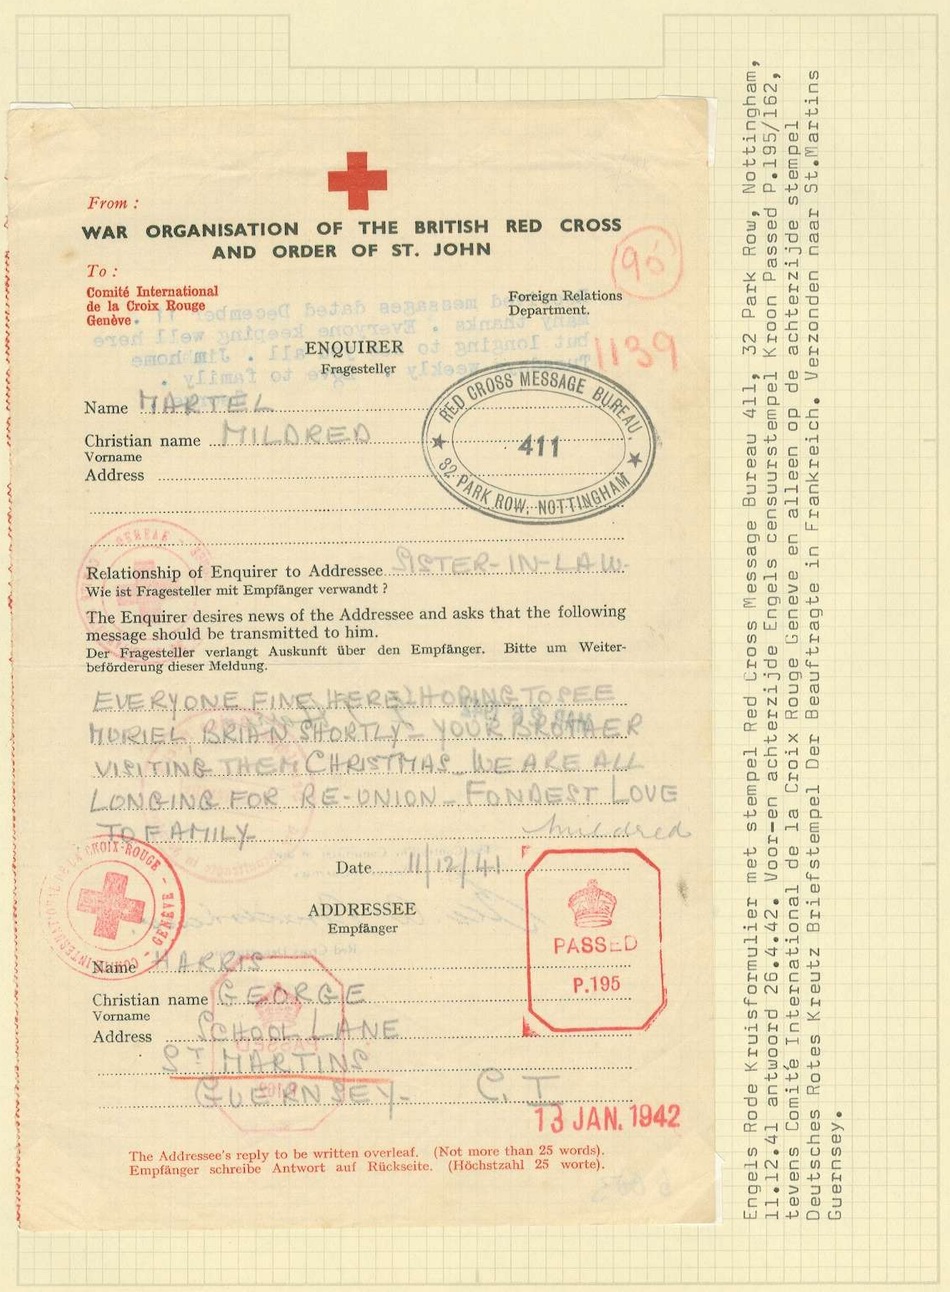 From :
WAR ORGANISATION OF THE BRITISH RED CROSS
AND ORDER OF ST. JOHN
To :
Comité International
de la Croix Rouge
Genève.
Foreign Relations
Department.
1139
ENQUIRER
Fragesteller
Name MARTEL
Christian name MILDRED
Vorname
Address
RED CROSS MESSAGE BUREAU.
411
32 PARK ROW, NOTTINGHAM
Relationship of Enquirer to Addressee SISTER-IN-LAW.
Wie ist Fragesteller mit Empfänger verwandt ?
The Enquirer desires news of the Addressee and asks that the following
message should be transmitted to him.
Der Fragesteller verlangt Auskunft über den Empfänger. Bitte um Weiter-
beförderung dieser Meldung.
EVERYONE FINE HERE HOPING TO SEE
MURIEL BRIAN SHORTLY - YOUR BROTHER
VISITING THEM CHRISTMAS WE ARE ALL
LONGING FOR RE-UNION - FONDEST LOVE
TO FAMILY-
Mildred
Date 11/12/41
COMITÉ INTERNATIONAL DE LA CROIX-ROUGE - GENÈVE -
ADDRESSEE
Empfänger
PASSED
P.195
Name HARRIS
Christian name GEORGE
Vorname
Address SCHOOL LANE
ST MARTINS
GUERNSEY- C. I
13 JAN. 1942
The Addressee's reply to be written overleaf. (Not more than 25 words).
Empfänger schreibe Antwort auf Rückseite. (Höchstzahl 25 worte).
Engels Rode Kruisformulier met stempel Red Cross Message Bureau 411, 32 Park Row, Nottingham,
11.12.41 antwoord 26.4.42. Voor-en achterzijde Engels censuurstempel Kroon Passed P.195/162,
tevens Comité International de la Croix Rouge Genève en alleen op de achterzijde stempel
Deutsches Rotes Kreutz Briefstempel Der Beauftragte in Frankreich. Verzonden naar St.Martins
Guernsey.